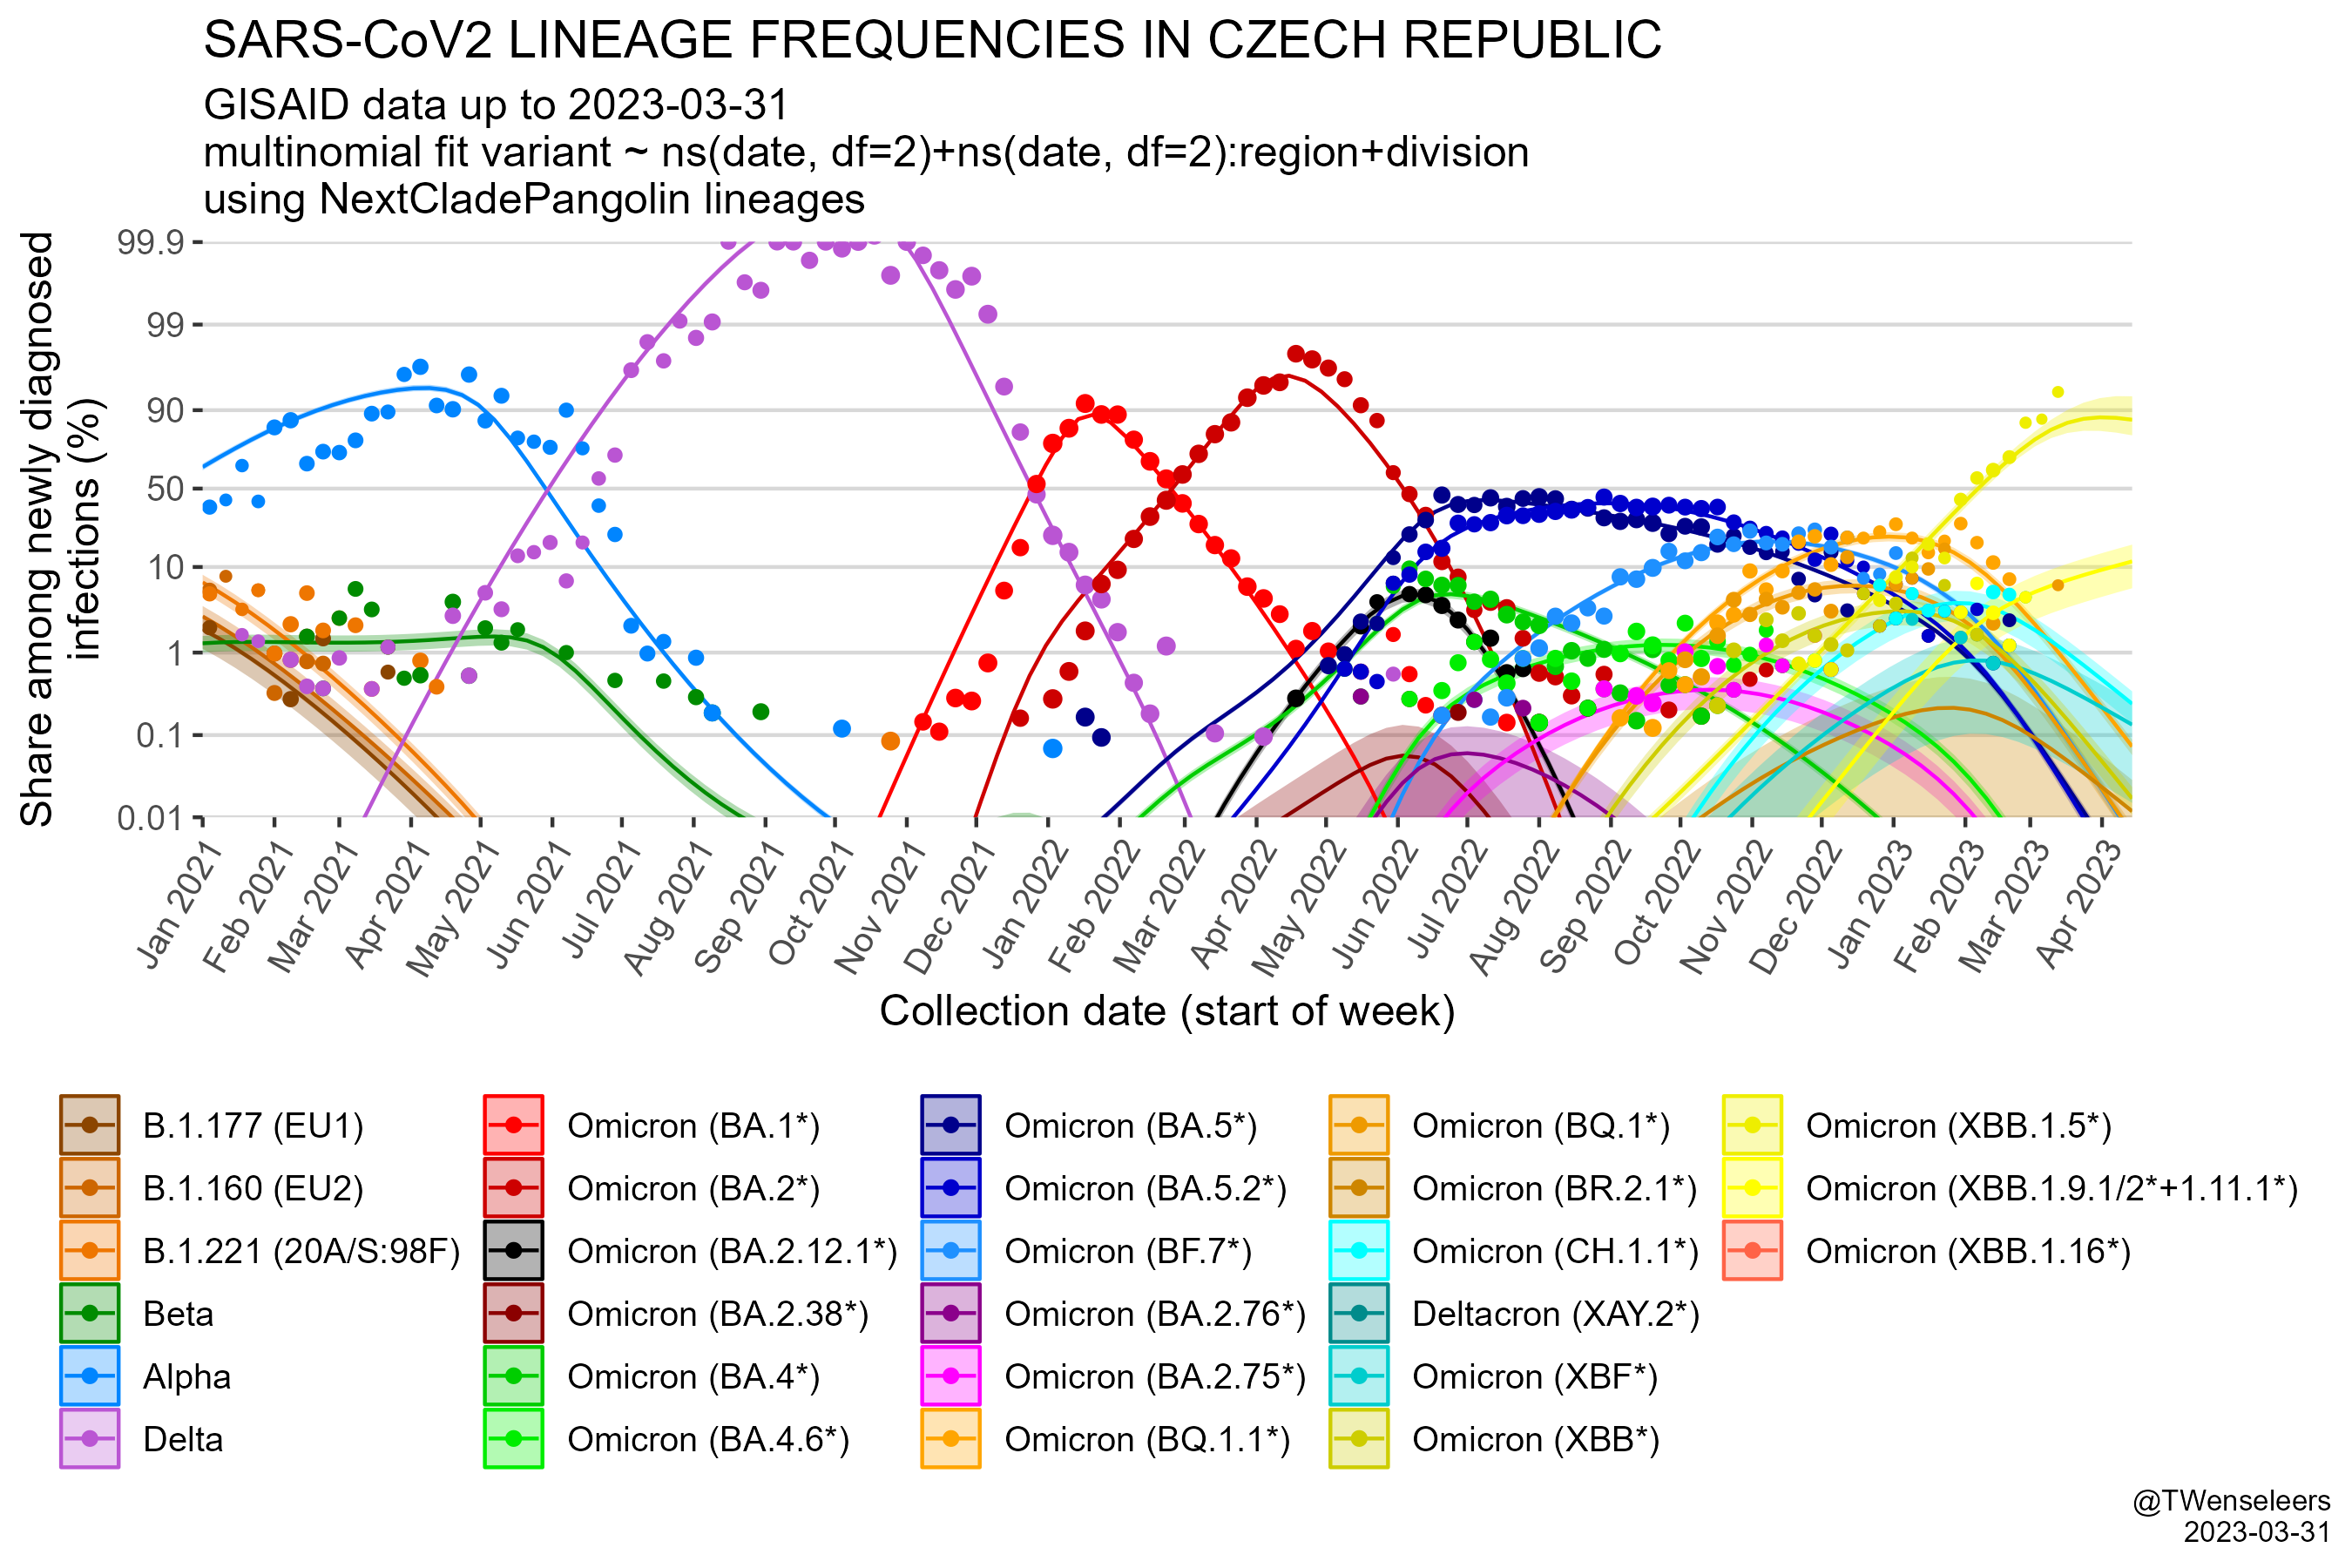 SARS-CoV2 LINEAGE FREQUENCIES IN CZECH REPUBLIC
GISAID data up to 2023-03-31
multinomial fit variant ~ ns(date, df=2)+ns(date, df=2):region+division
using NextCladePangolin lineages
Share among newly diagnosed
infections (%)
99.9
99
90
50
10
1
0.1
0.01
Jan 2021
Feb 2021
Mar 2021
Apr 2021
May 2021
Jun 2021
Jul 2021
Aug 2021
Sep 2021
Oct 2021
Nov 2021
Dec 2021
Jan 2022
Feb 2022
Mar 2022
Apr 2022
May 2022
Jun 2022
Jul 2022
Aug 2022
Sep 2022
Oct 2022
Nov 2022
Dec 2022
Jan 2023
Feb 2023
Mar 2023
Apr 2023
Collection date (start of week)
B.1.177 (EU1)
B.1.160 (EU2)
B.1.221 (20A/S:98F)
Beta
Alpha
Delta
Omicron (BA.1*)
Omicron (BA.2*)
Omicron (BA.2.12.1*)
Omicron (BA.2.38*)
Omicron (BA.4*)
Omicron (BA.4.6*)
Omicron (BA.5*)
Omicron (BA.5.2*)
Omicron (BF.7*)
Omicron (BA.2.76*)
Omicron (BA.2.75*)
Omicron (BQ.1.1*)
Omicron (BQ.1*)
Omicron (BR.2.1*)
Omicron (CH.1.1*)
Deltacron (XAY.2*)
Omicron (XBF*)
Omicron (XBB*)
Omicron (XBB.1.5*)
Omicron (XBB.1.9.1/2*+1.11.1*)
Omicron (XBB.1.16*)
@TWenseleers
2023-03-31